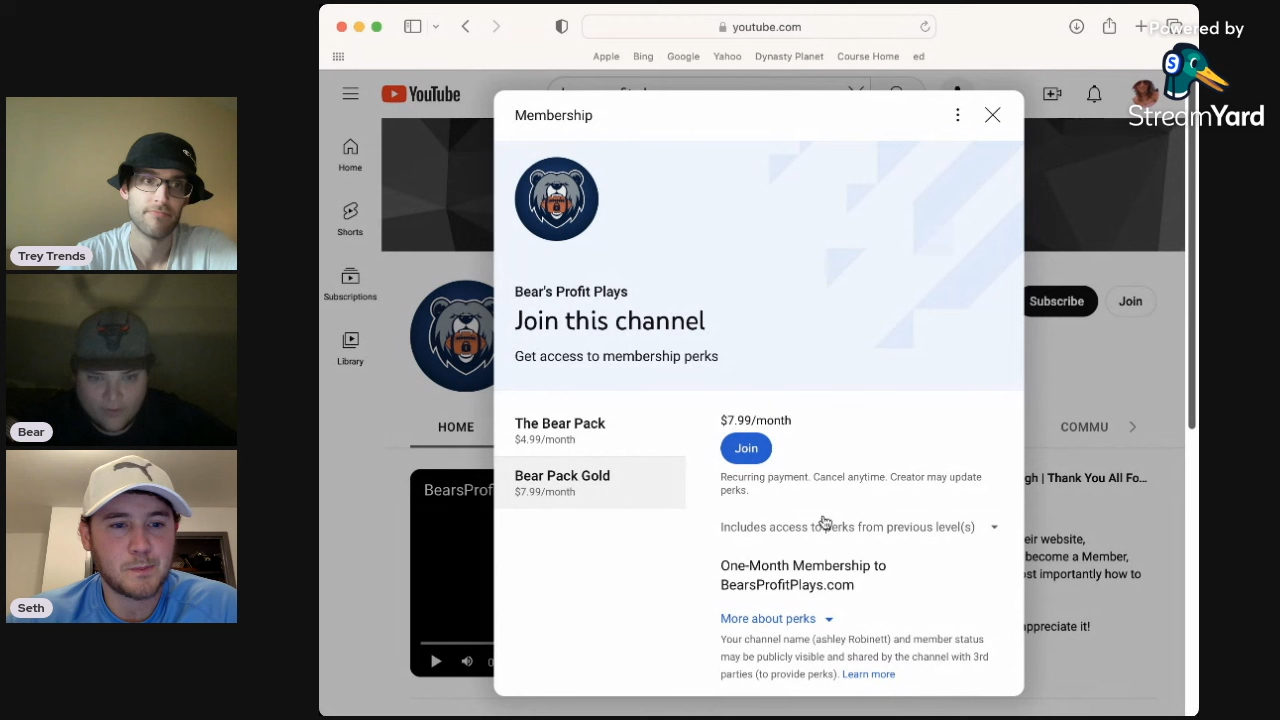 youtube.com
Powered by
StreamYard
Apple Bing Google Yahoo Dynasty Planet Course Home ed
YouTube
Home
Shorts
Subscriptions
Library
Trey Trends
Bear
Seth
Membership
Bear's Profit Plays
Join this channel
Get access to membership perks
The Bear Pack
$4.99/month
Bear Pack Gold
$7.99/month
$7.99/month
Join
Recurring payment. Cancel anytime. Creator may update
perks.
Includes access to perks from previous level(s)
One-Month Membership to
BearsProfitPlays.com
More about perks
Your channel name (ashley Robinett) and member status
may be publicly visible and shared by the channel with 3rd
parties (to provide perks). Learn more
Subscribe
Join
HOME
COMMU
BearsProf
gh | Thank You All Fo...
eir website,
become a Member,
ost importantly how to
appreciate it!